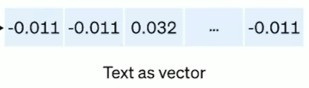 -0.011 -0.011 0.032 ... -0.011
Text as vector